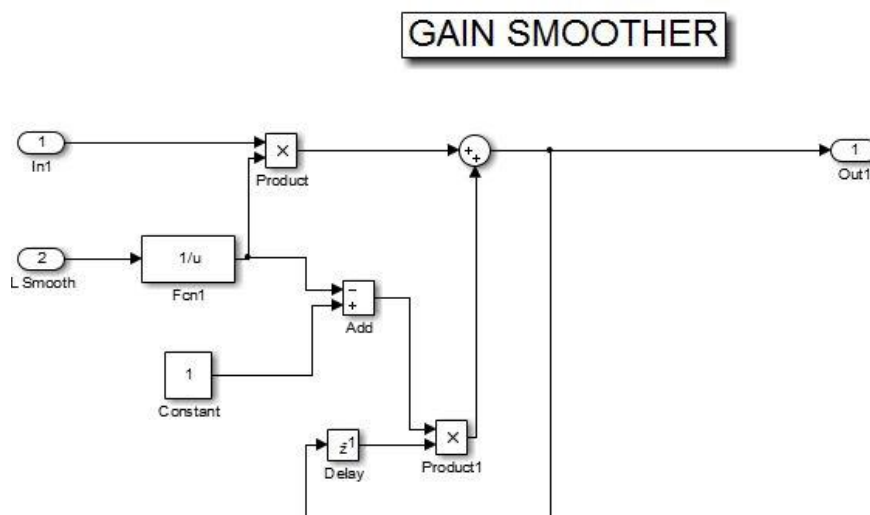 GAIN SMOOTHER
1
In1
×
Product
+
+
1
Out1
2
L Smooth
1/u
Fcn1
−
+
Add
1
Constant
z-1
Delay
×
Product1